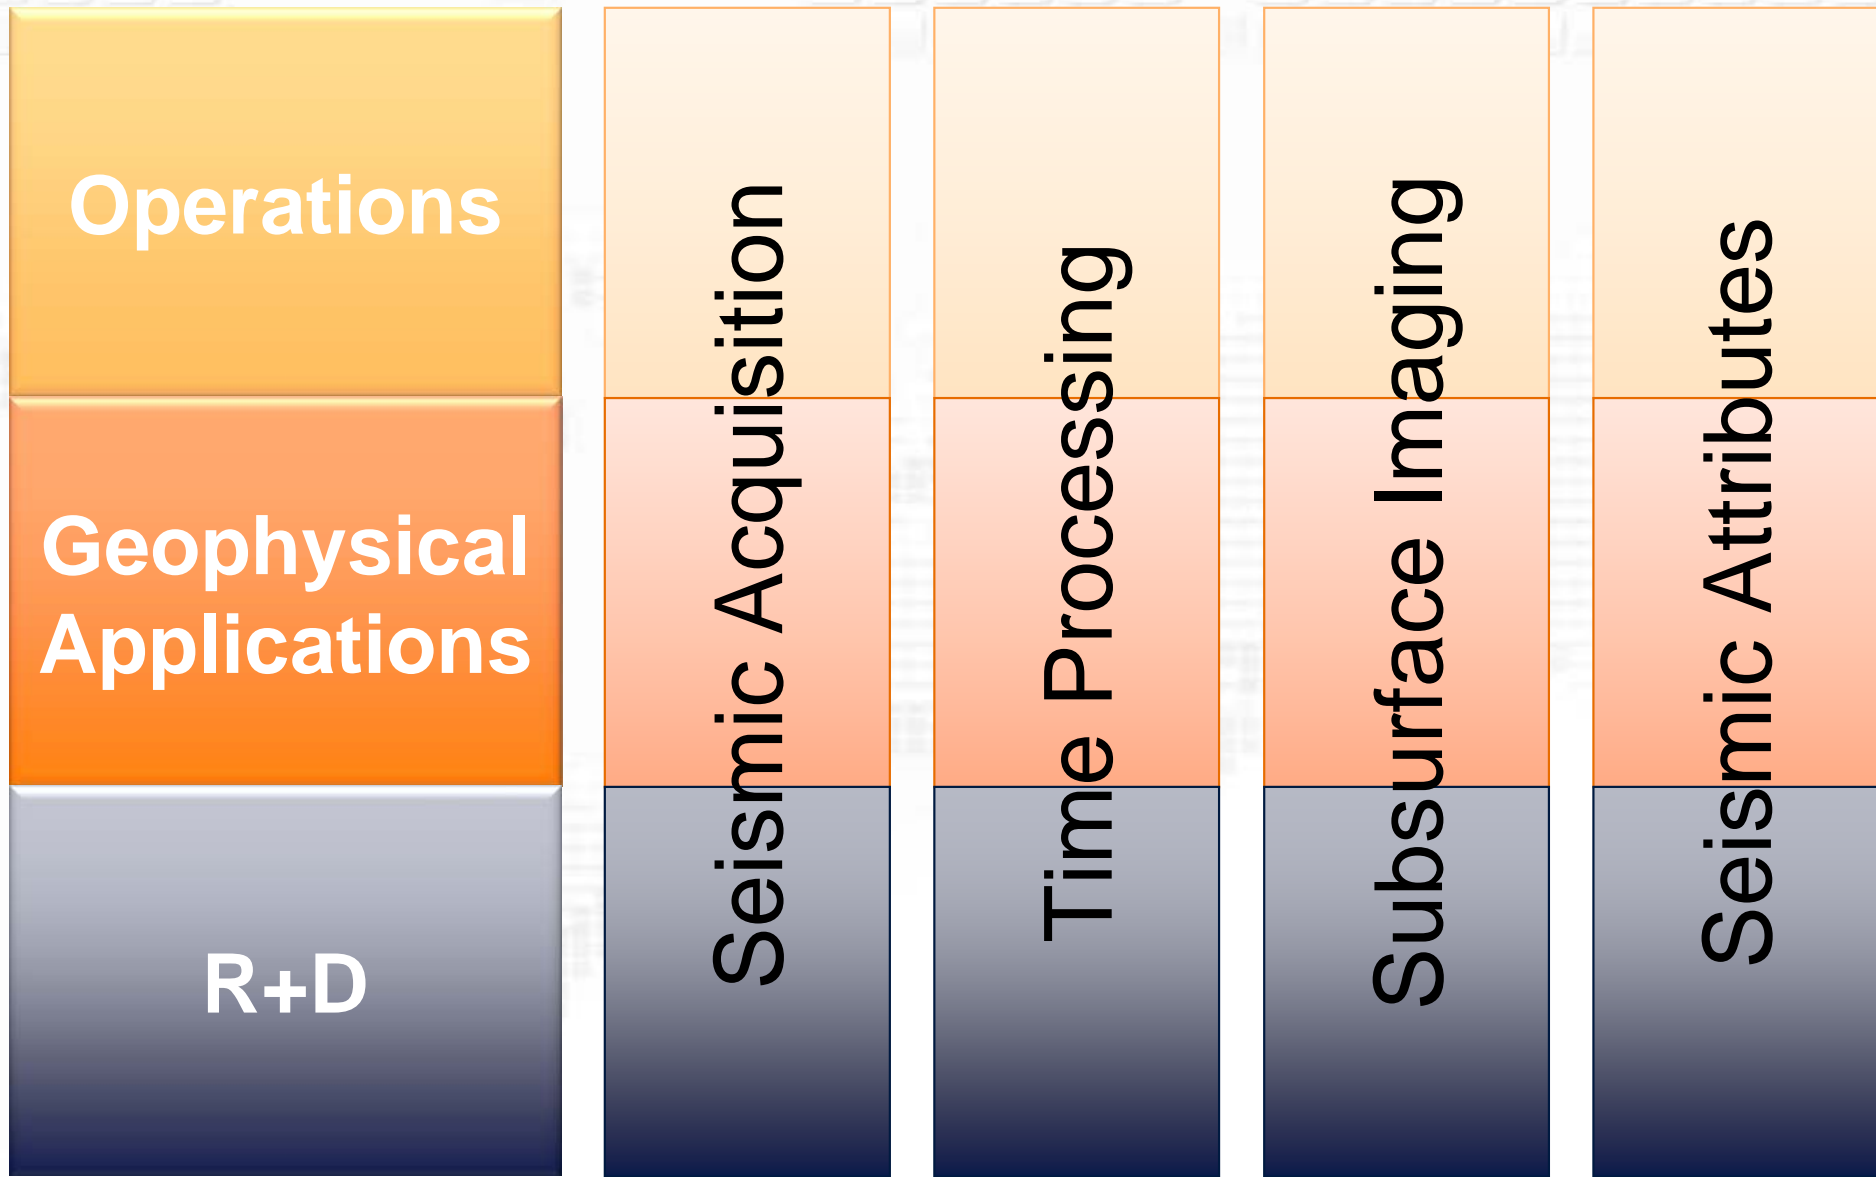 Operations
Geophysical
Applications
R+D
Seismic Acquisition
Time Processing
Subsurface Imaging
Seismic Attributes